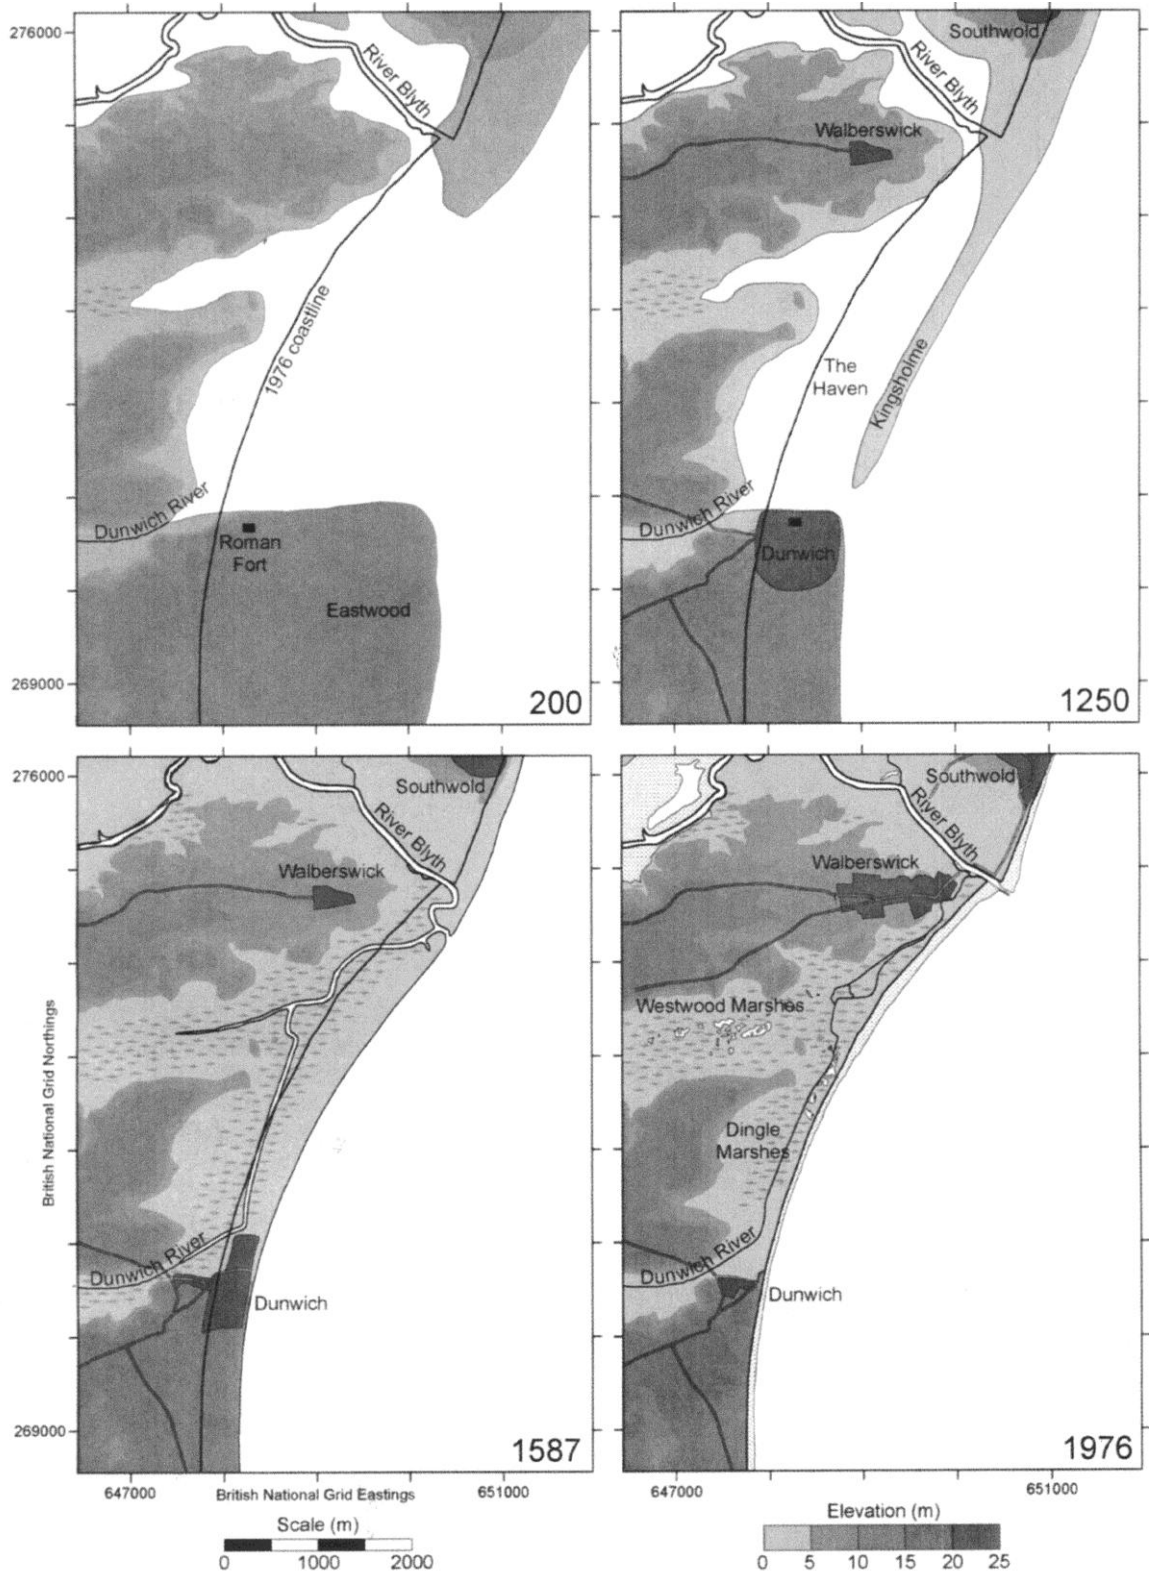 276000
River Blyth
1976 coastline
Dunwich River
Roman
Fort
Eastwood
269000
200
Southwold
River Blyth
Walberswick
The
Haven
Kingsholme
Dunwich River
Dunwich
1250
276000
Southwold
River Blyth
Walberswick
British National Grid Northings
Dunwich River
Dunwich
269000
1587
647000
British National Grid Eastings
651000
Southwold
River Blyth
Walberswick
Westwood Marshes
Dingle
Marshes
Dunwich River
Dunwich
1976
647000
651000
Scale (m)
0 1000 2000
Elevation (m)
0 5 10 15 20 25